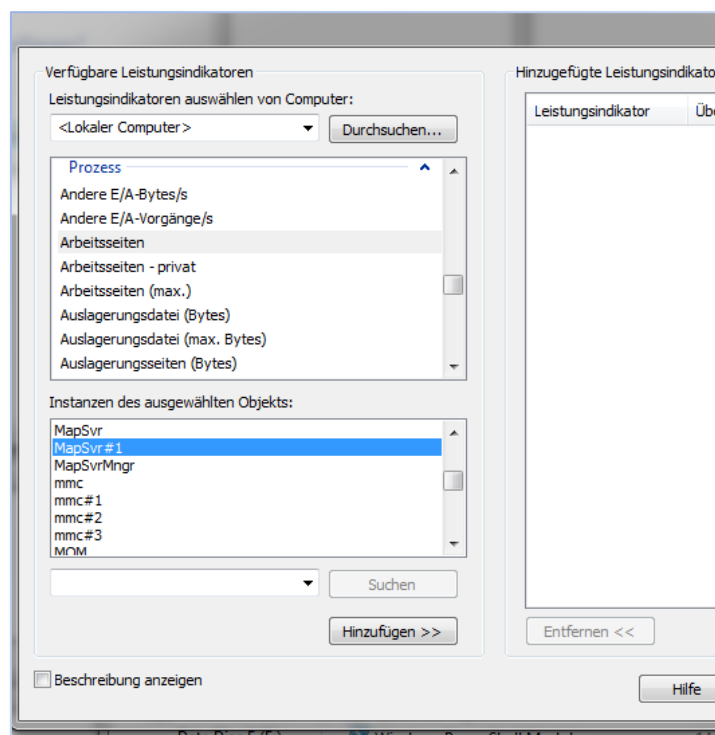 Verfügbare Leistungsindikatoren
Leistungsindikatoren auswählen von Computer:
<Lokaler Computer>
Durchsuchen...
Prozess
Andere E/A-Bytes/s
Andere E/A-Vorgänge/s
Arbeitsseiten
Arbeitsseiten - privat
Arbeitsseiten (max.)
Auslagerungsdatei (Bytes)
Auslagerungsdatei (max. Bytes)
Auslagerungsseiten (Bytes)
Instanzen des ausgewählten Objekts:
MapSvr
MapSvr#1
MapSvrMngr
mmc
mmc#1
mmc#2
mmc#3
MOM
Suchen
Hinzufügen >>
Beschreibung anzeigen
Hinzugefügte Leistungsindikato
Leistungsindikator Übe
Entfernen <<
Hilfe